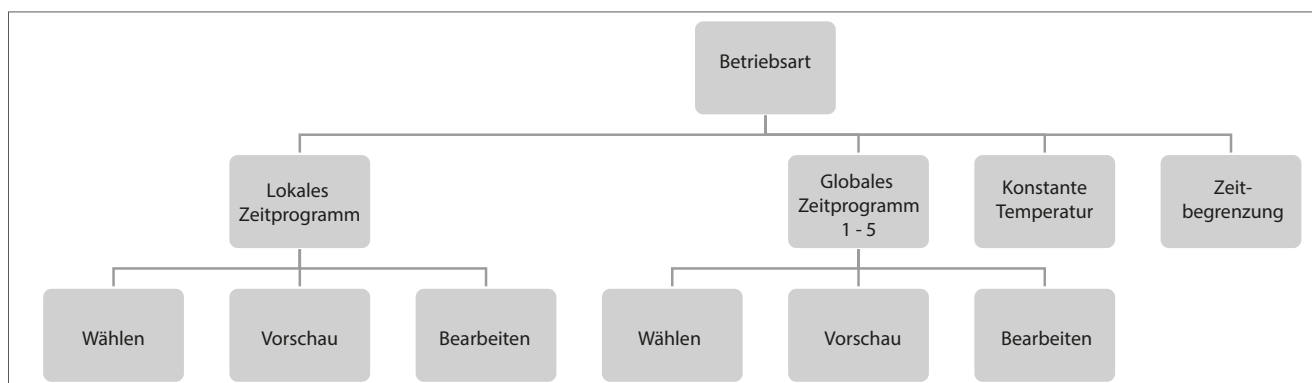 Betriebsart
Lokales
Zeitprogramm
Globales
Zeitprogramm
1 - 5
Konstante
Temperatur
Zeit-
begrenzung
Wählen
Vorschau
Bearbeiten
Wählen
Vorschau
Bearbeiten